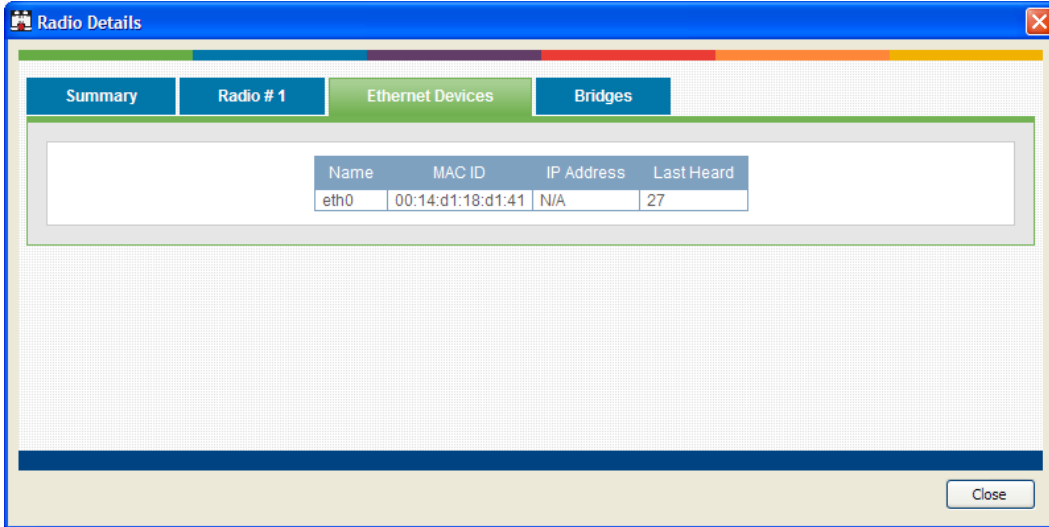 Radio Details
Summary Radio # 1 Ethernet Devices Bridges
Name MAC ID IP Address Last Heard
eth0 00:14:d1:18:d1:41 N/A 27
Close